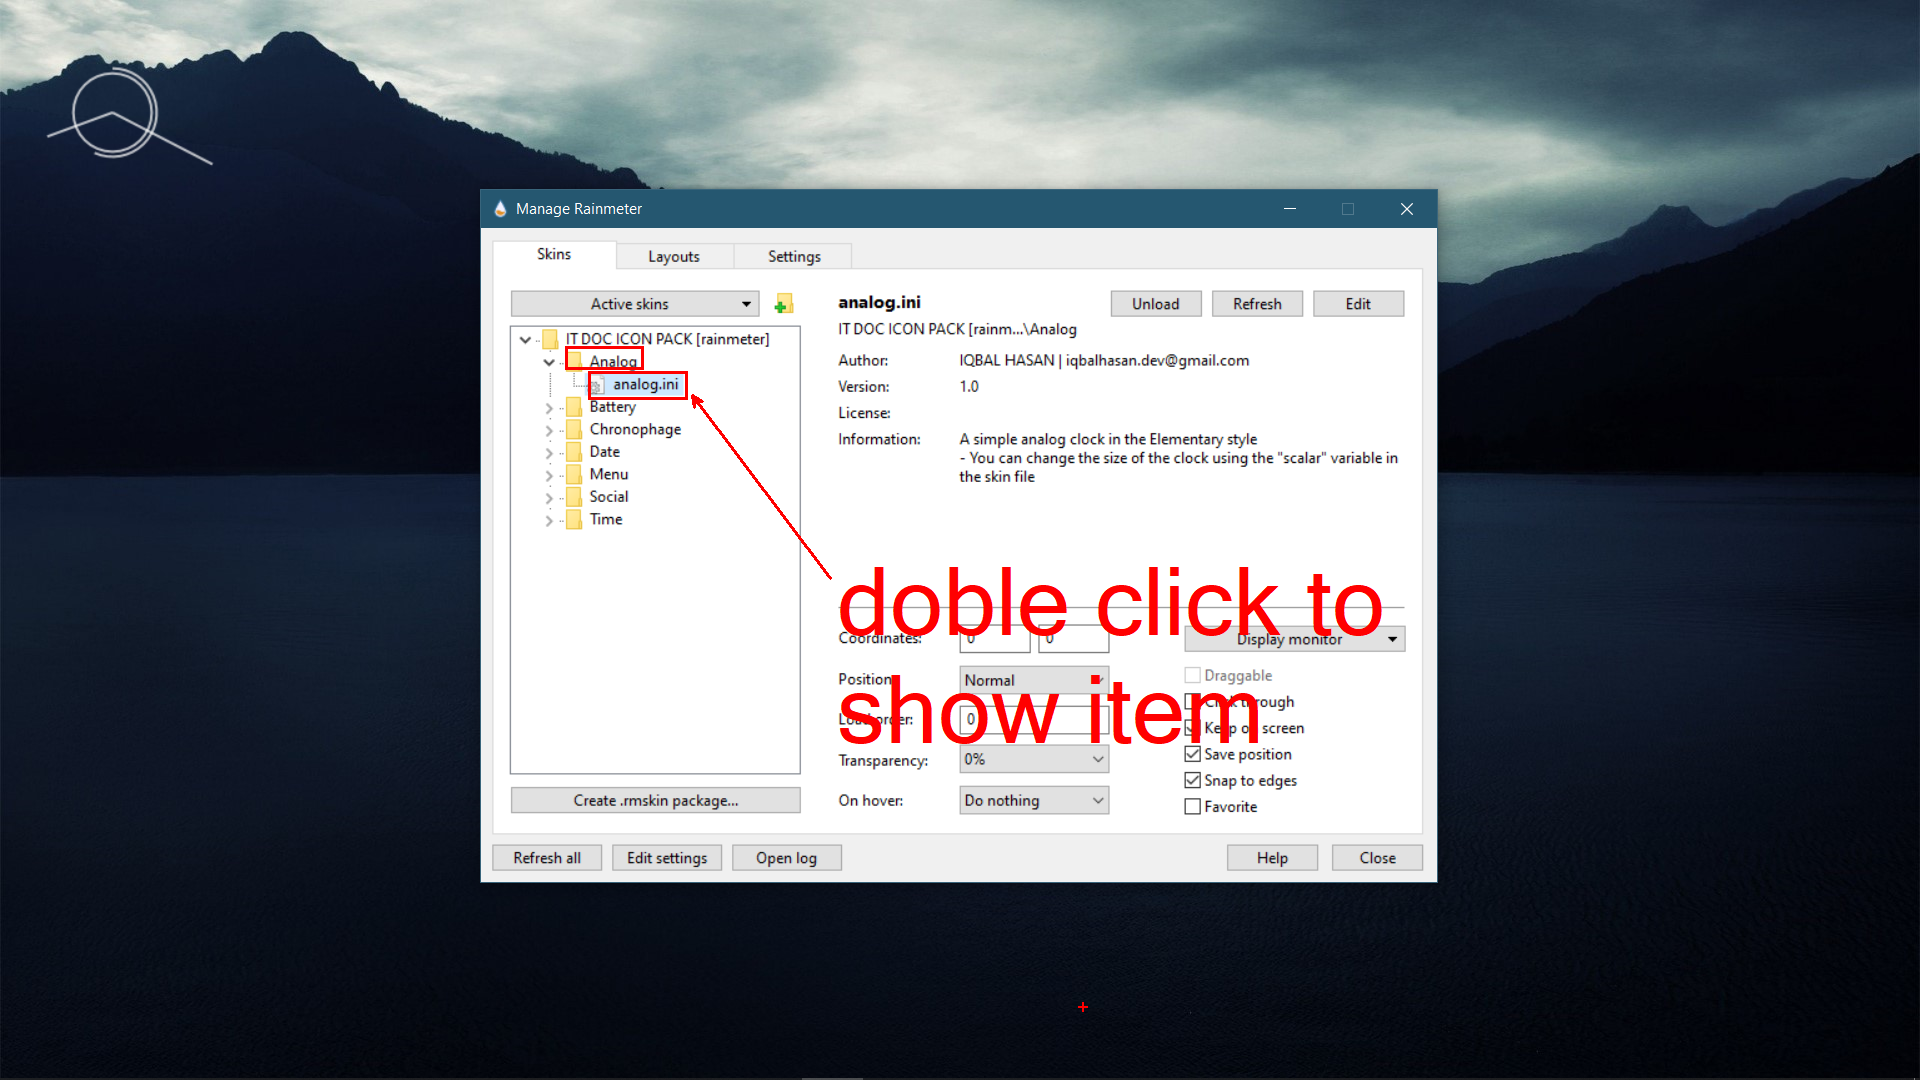 Manage Rainmeter
Skins
Layouts
Settings
Active skins
IT DOC ICON PACK [rainmeter]
Analog
analog.ini
Battery
Chronophage
Date
Menu
Social
Time
Create .rmskin package...
analog.ini
Unload
Refresh
Edit
IT DOC ICON PACK [rainm...\Analog
Author: IQBAL HASAN | iqbalhasan.dev@gmail.com
Version: 1.0
License:
Information: A simple analog clock in the Elementary style
- You can change the size of the clock using the "scalar" variable in
the skin file
doble click to
show item
Coordinates: 0 0
Display monitor
Position: Normal
Load order: 0
Transparency: 0%
On hover: Do nothing
Draggable
Click through
Keep on screen
Save position
Snap to edges
Favorite
Refresh all
Edit settings
Open log
Help
Close